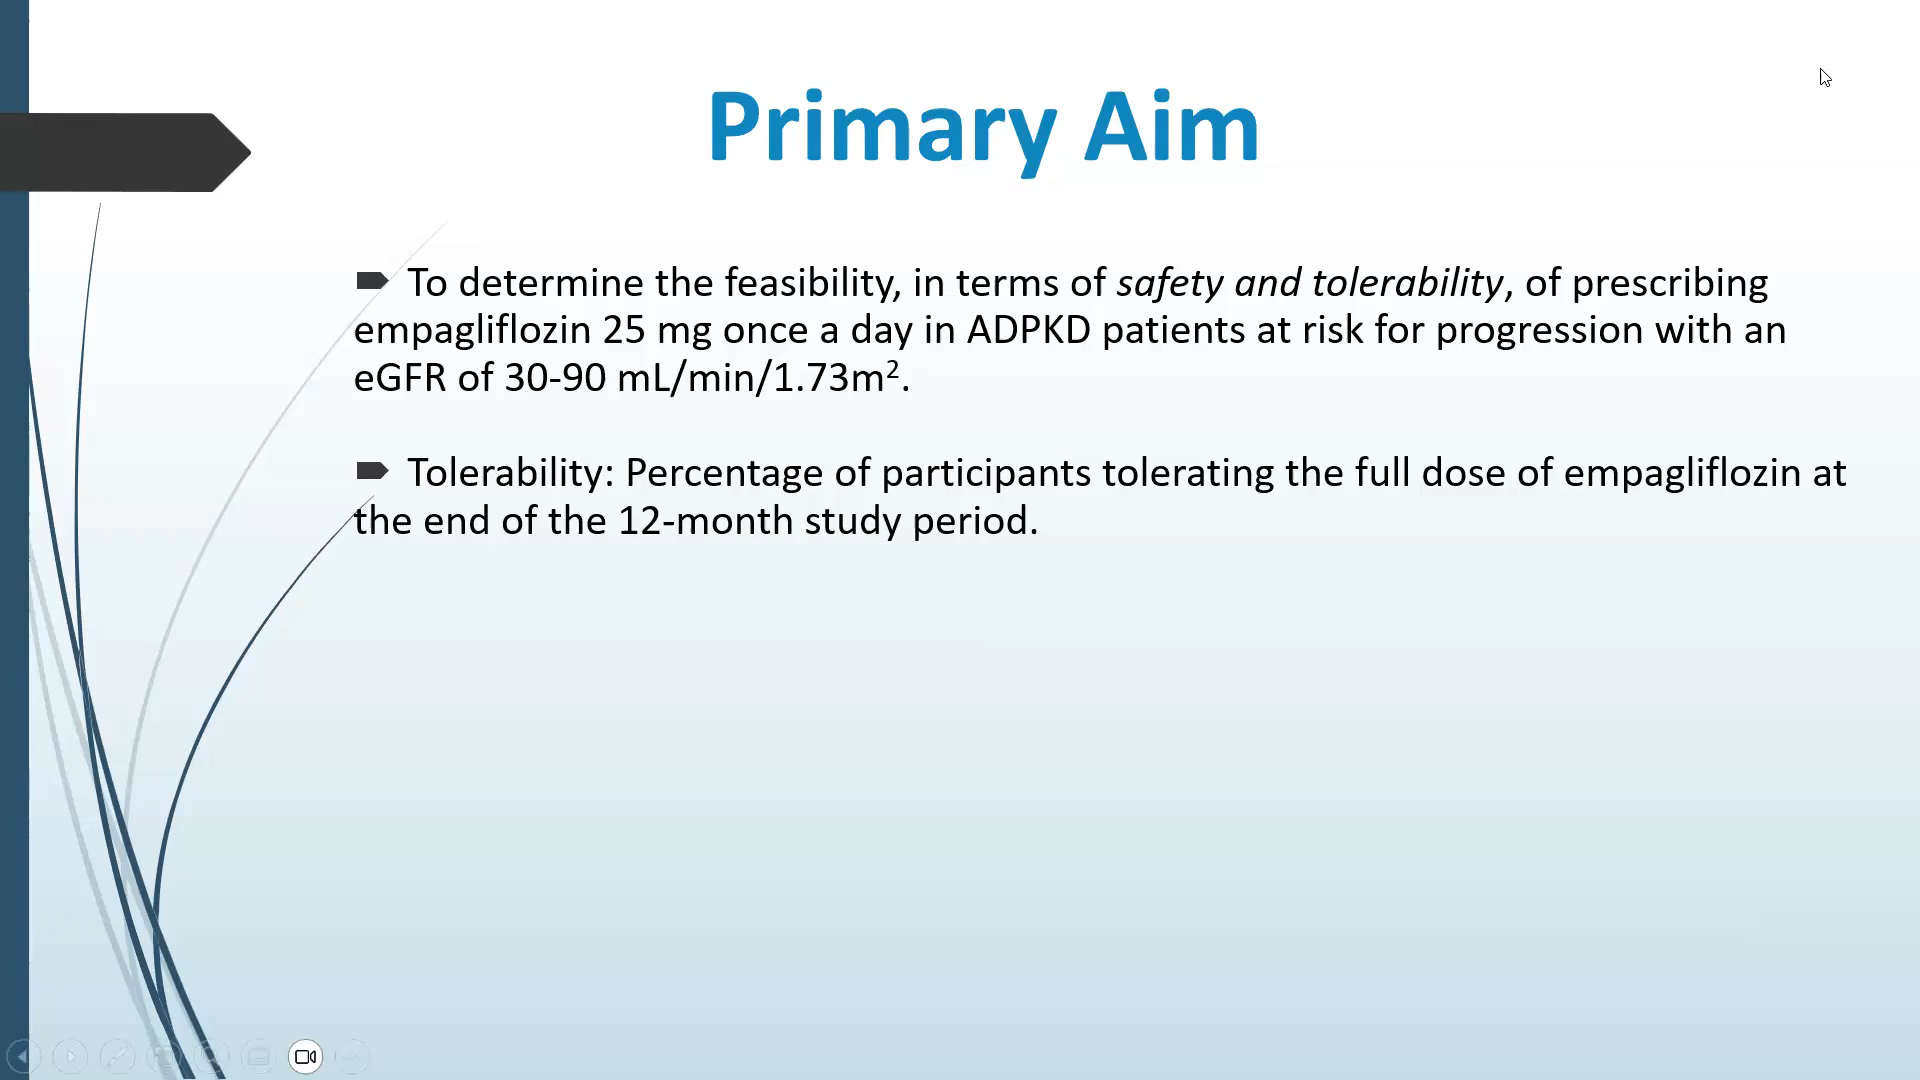 Primary Aim
To determine the feasibility, in terms of safety and tolerability, of prescribing
empagliflozin 25 mg once a day in ADPKD patients at risk for progression with an
eGFR of 30-90 mL/min/1.73m².
Tolerability: Percentage of participants tolerating the full dose of empagliflozin at
the end of the 12-month study period.